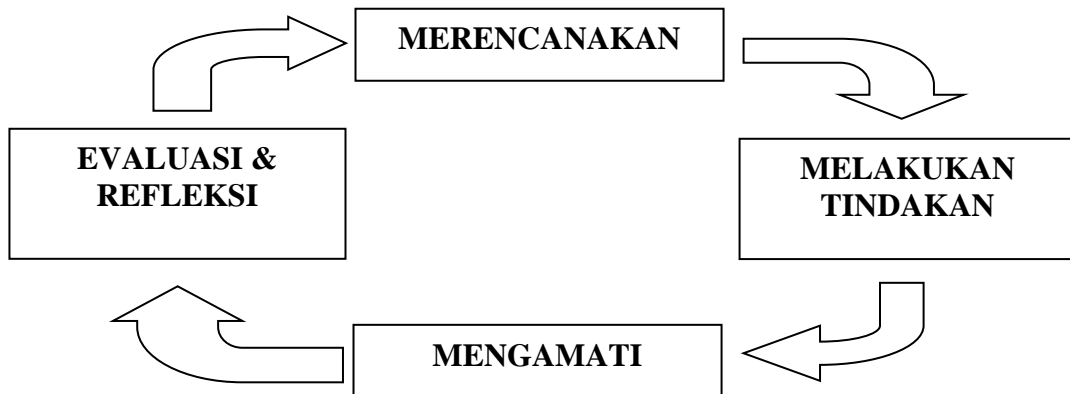 MERENCANAKAN
EVALUASI &
REFLEKSI
MELAKUKAN
TINDAKAN
MENGAMATI